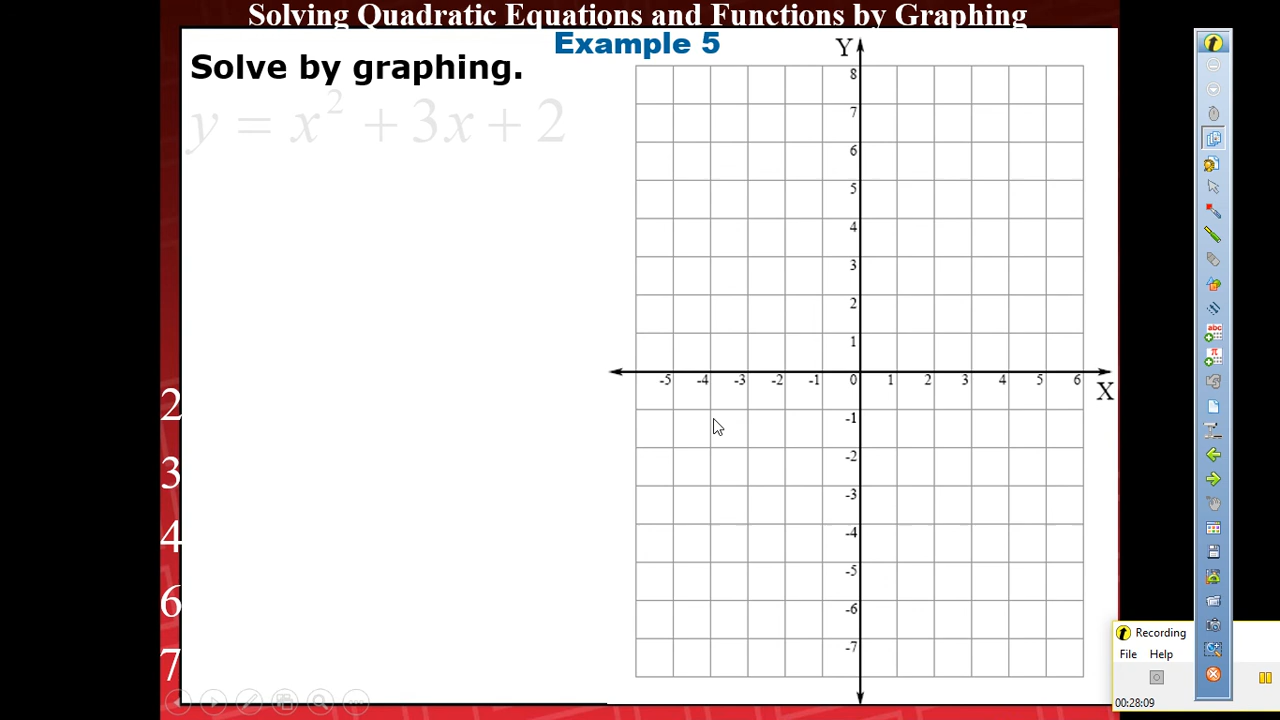 Solving Quadratic Equations and Functions by Graphing
Example 5
Solve by graphing.
y = x² + 3x + 2
Y
8
7
6
5
4
3
2
1
-5 -4 -3 -2 -1 0 1 2 3 4 5 6
X
-1
-2
-3
-4
-5
-6
-7
2
3
4
6
7
abc
π
Recording
File Help
00:28:09